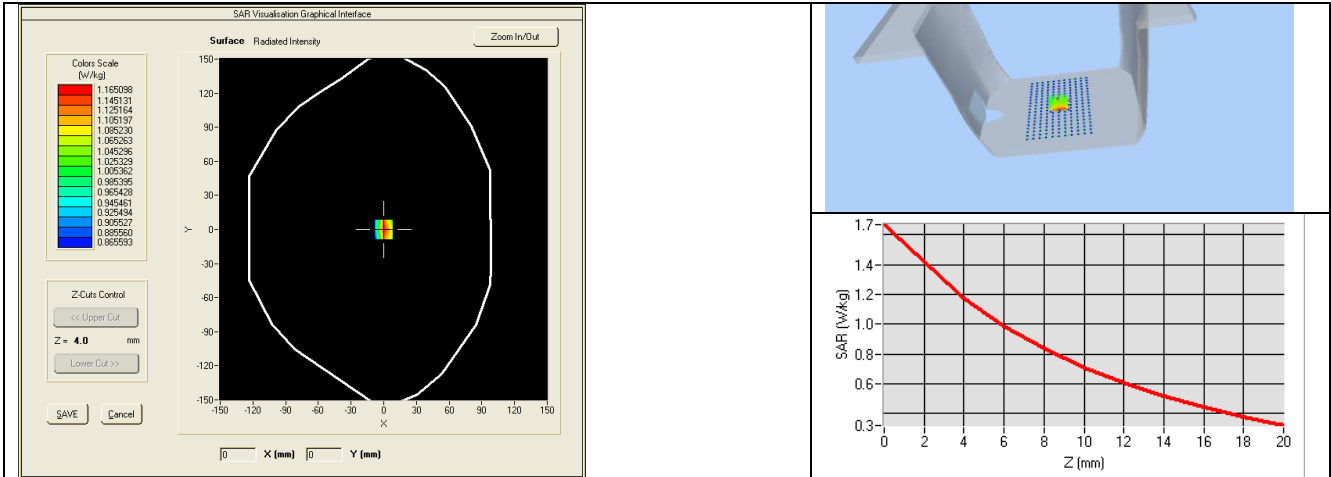 SAR Visualisation Graphical Interface
Surface Radiated Intensity
Zoom In/Out
Colors Scale
(W/kg)
1.165098
1.145131
1.125164
1.105197
1.085230
1.065263
1.045296
1.025329
1.005362
0.985395
0.965428
0.945461
0.925494
0.905527
0.885560
0.865593
Z-Cuts Control
<< Upper Cut
Z = 4.0 mm
Lower Cut >>
SAVE Cancel
150
120
90
60
30
0
-30
-60
-90
-120
-150
Y
-150 -120 -90 -60 -30 0 30 60 90 120 150
X
0 X (mm) 0 Y (mm)
1.7
1.4
1.2
1.0
0.8
0.6
0.3
SAR (W/kg)
0 2 4 6 8 10 12 14 16 18 20
Z (mm)